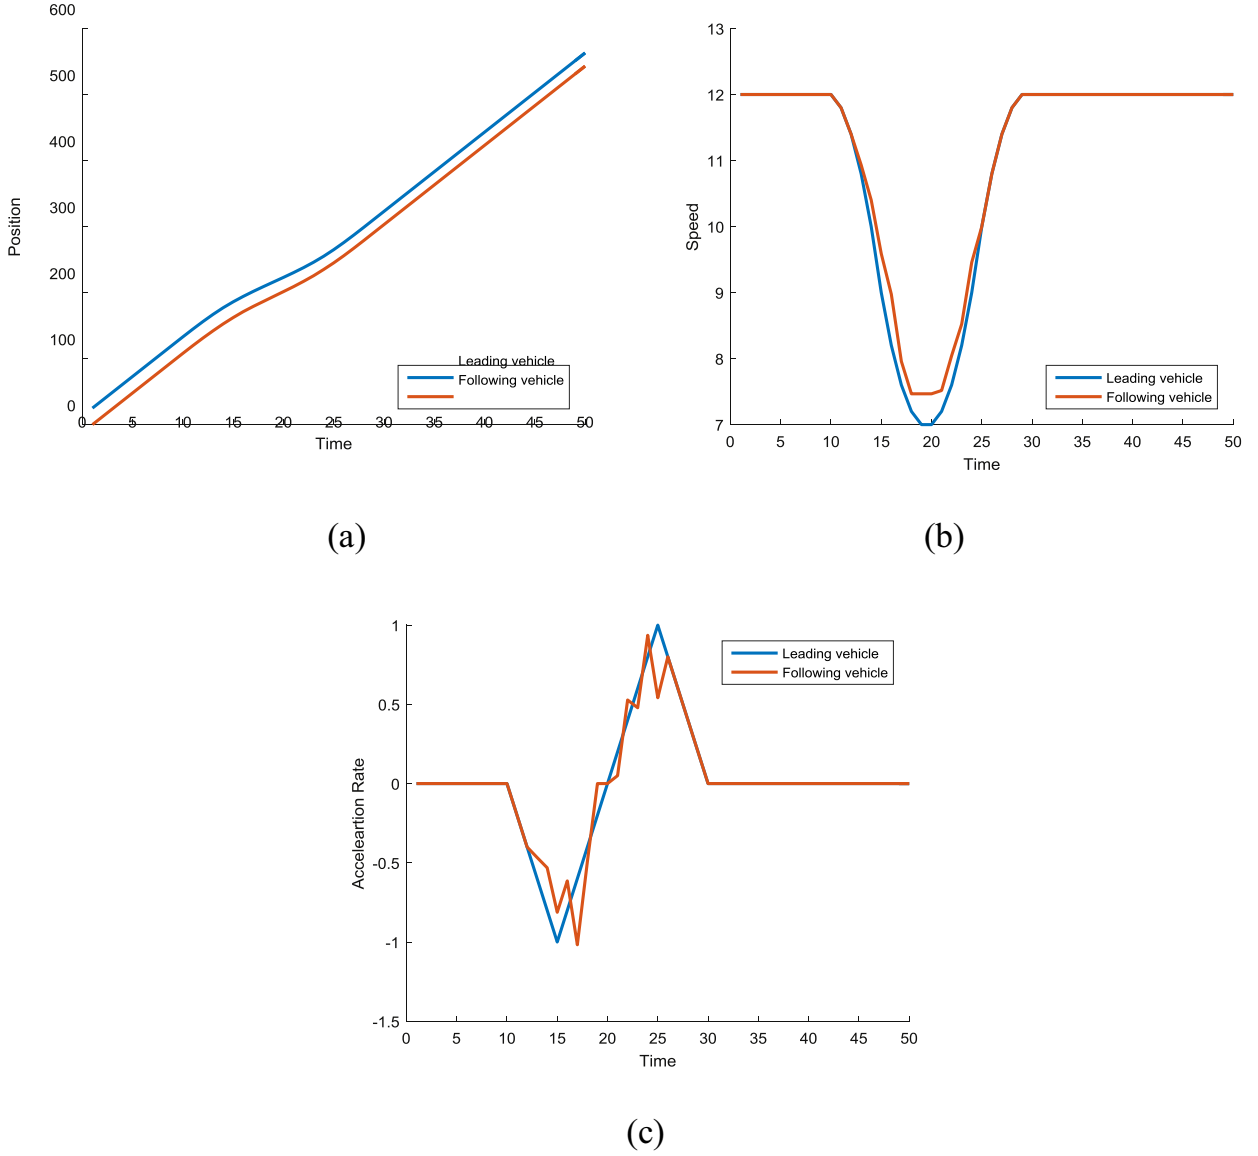 600
500
400
300
200
100
0
Position
Leading vehicle
Following vehicle
0 5 10 15 20 25 30 35 40 45 50
Time
(a)
13
12
11
10
9
8
7
Speed
Leading vehicle
Following vehicle
0 5 10 15 20 25 30 35 40 45 50
Time
(b)
1
0.5
0
-0.5
-1
-1.5
Acceleartion Rate
Leading vehicle
Following vehicle
0 5 10 15 20 25 30 35 40 45 50
Time
(c)